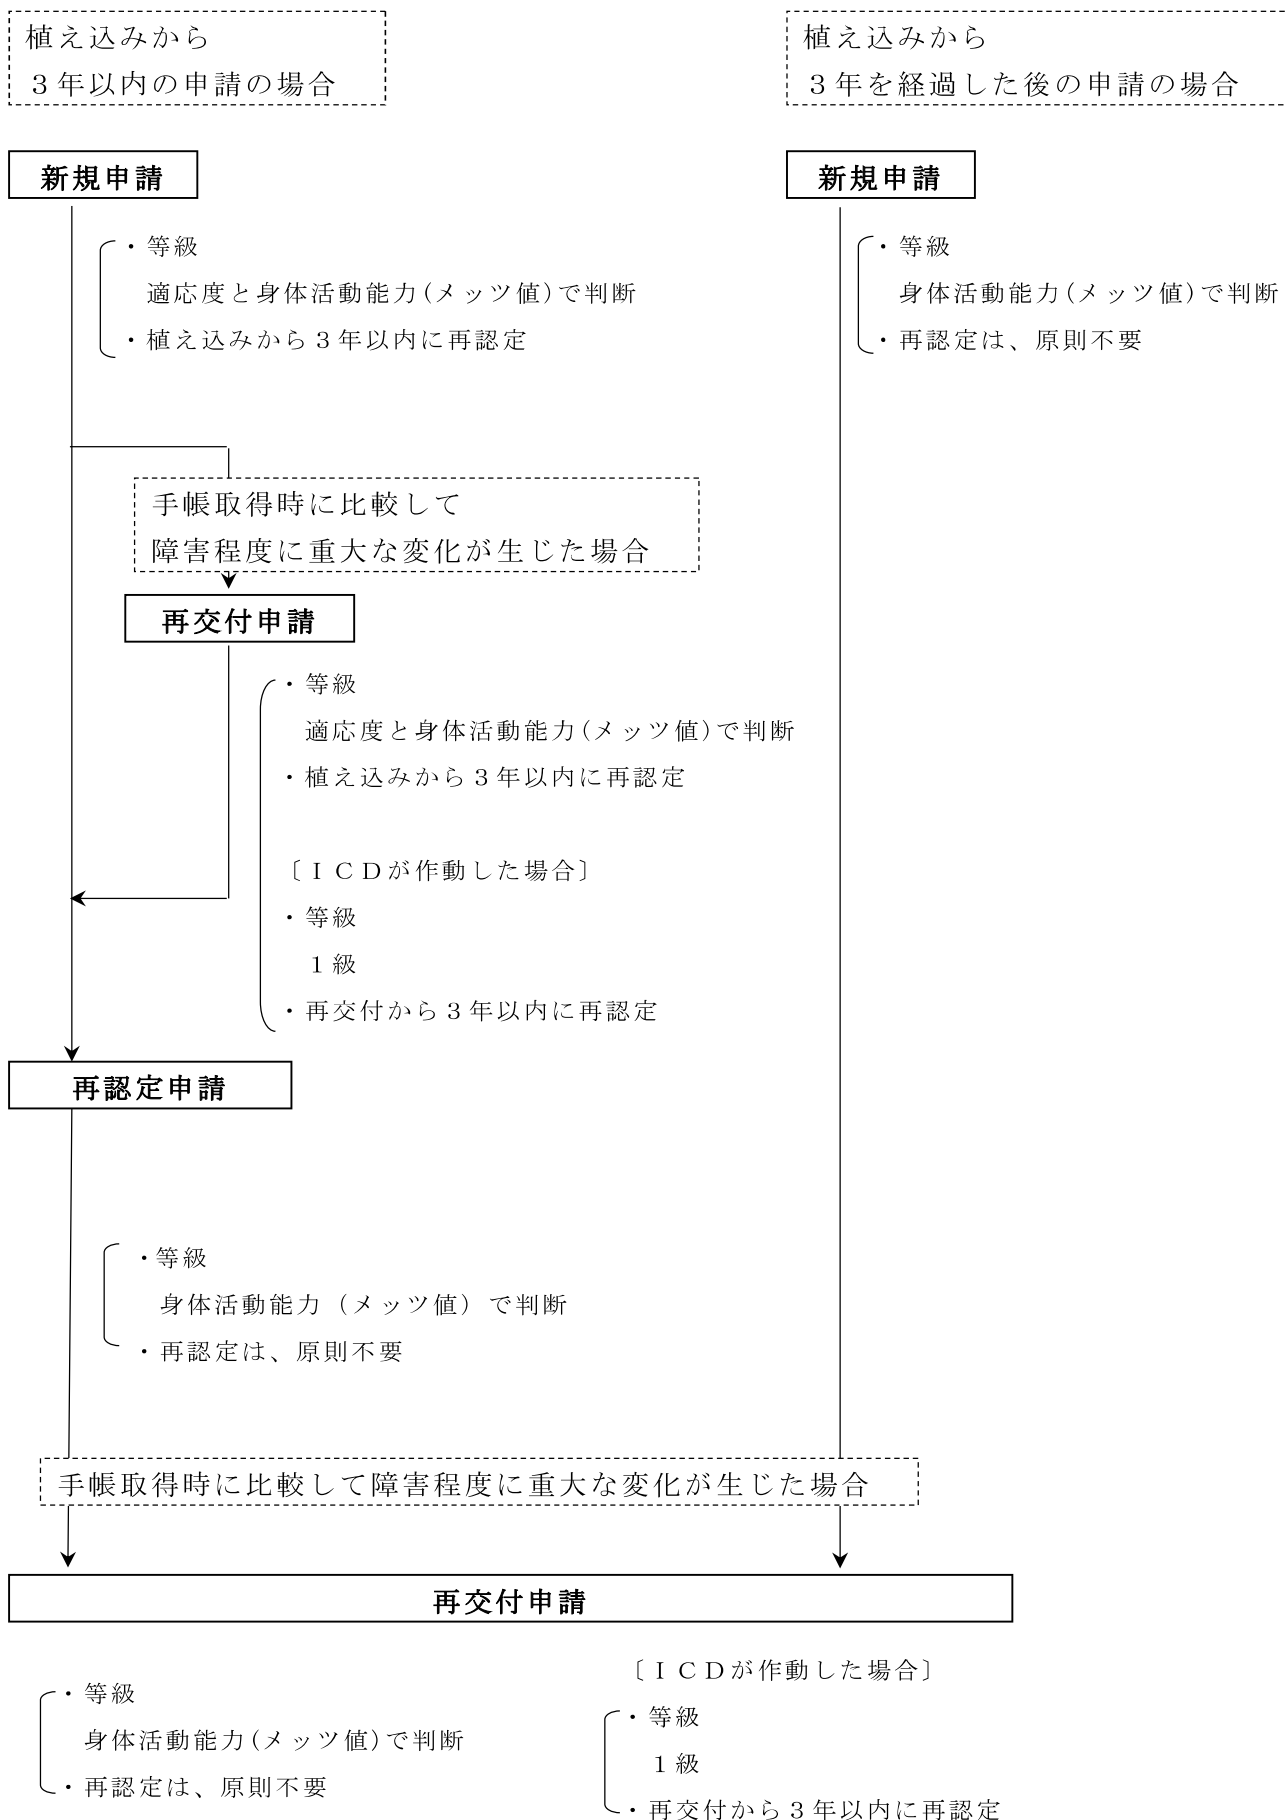 植え込みから
３年以内の申請の場合
植え込みから
３年を経過した後の申請の場合
新規申請
新規申請
・等級
適応度と身体活動能力(メッツ値)で判断
・植え込みから３年以内に再認定
・等級
身体活動能力(メッツ値)で判断
・再認定は、原則不要
手帳取得時に比較して
障害程度に重大な変化が生じた場合
再交付申請
・等級
適応度と身体活動能力(メッツ値)で判断
・植え込みから３年以内に再認定
〔ＩＣＤが作動した場合〕
・等級
１級
・再交付から３年以内に再認定
再認定申請
・等級
身体活動能力（メッツ値）で判断
・再認定は、原則不要
手帳取得時に比較して障害程度に重大な変化が生じた場合
再交付申請
・等級
身体活動能力(メッツ値)で判断
・再認定は、原則不要
〔ＩＣＤが作動した場合〕
・等級
１級
・再交付から３年以内に再認定